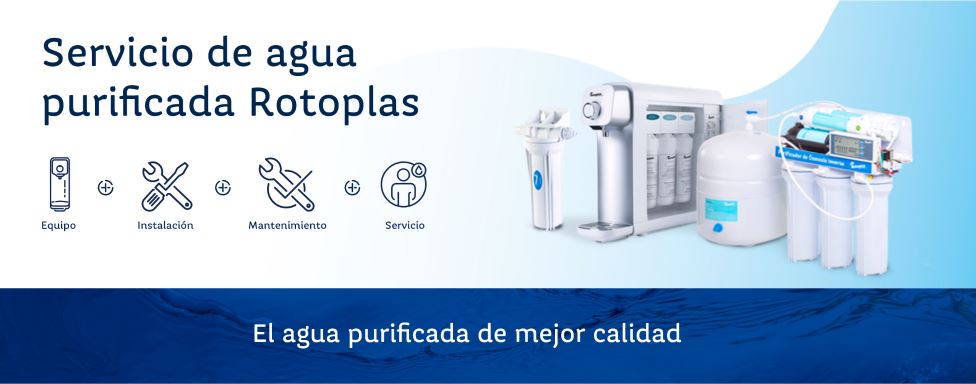 Servicio de agua
purificada Rotoplas
Equipo
Instalación
Mantenimiento
Servicio
El agua purificada de mejor calidad